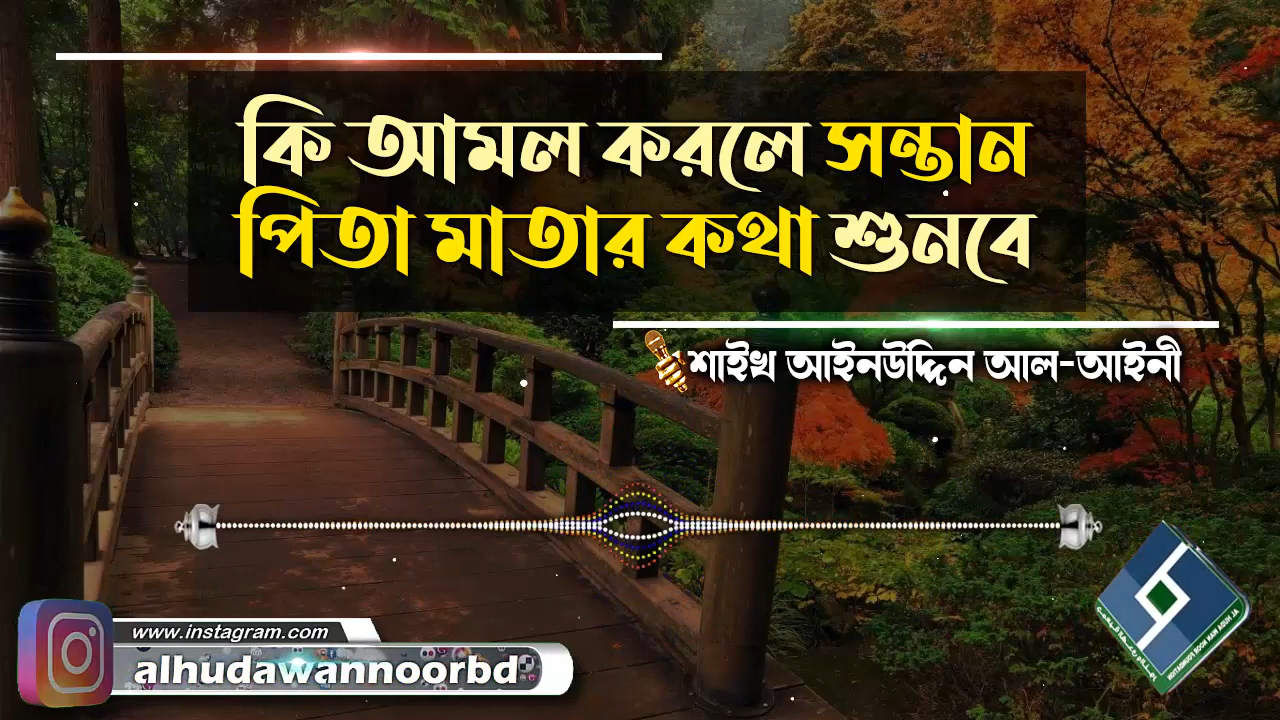 কি আমল করলে সন্তান
পিতা মাতার কথা শুনবে
শাইখ আইনউদ্দিন আল-আইনী
www.instagram.com
alhudawannoorbd